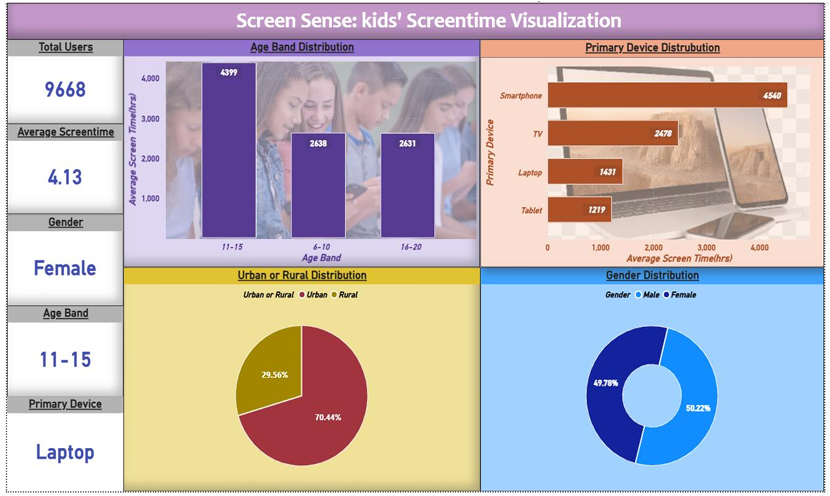 Screen Sense: kids' Screentime Visualization
Total Users
9668
Average Screentime
4.13
Gender
Female
Age Band
11-15
Primary Device
Laptop
Age Band Distribution
Average Screen Time(hrs)
4,000
3,000
2,000
1,000
4399
2638
2631
11-15
6-10
16-20
Age Band
Primary Device Distrubution
Primary Device
Smartphone
4540
TV
2478
Laptop
1431
Tablet
1219
0
1,000
2,000
3,000
4,000
Average Screen Time(hrs)
Urban or Rural Distribution
Urban or Rural Urban Rural
29.56%
70.44%
Gender Distribution
Gender Male Female
49.78%
50.22%